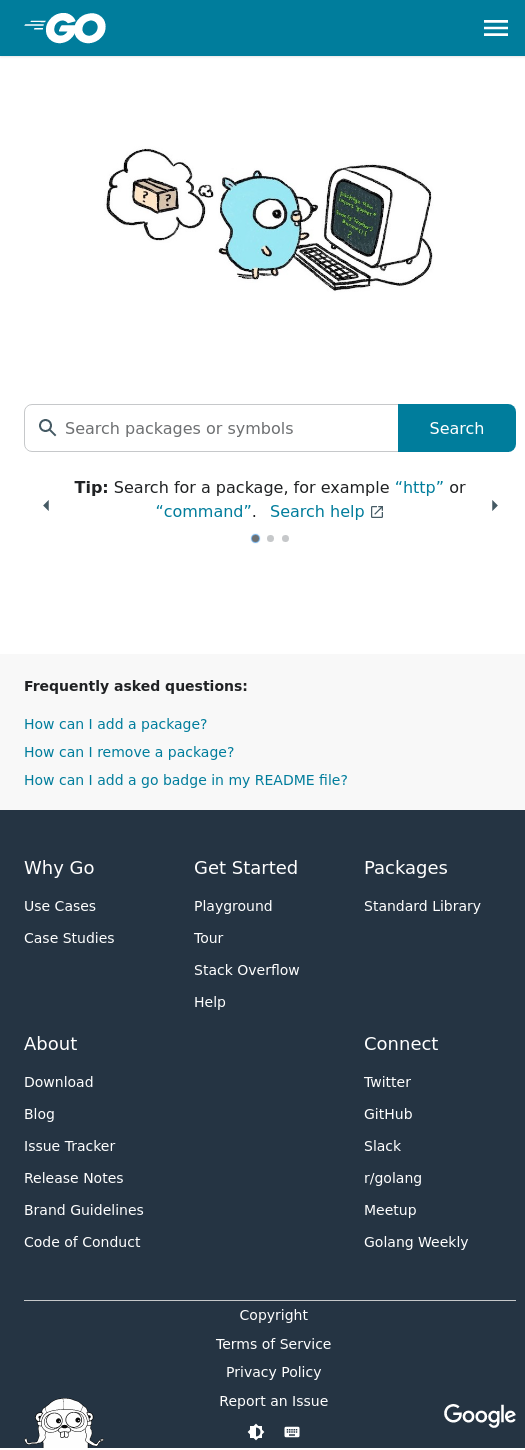 GO
? ?
?
Search packages or symbols
Search
Tip: Search for a package, for example “http” or
“command”. Search help
Frequently asked questions:
How can I add a package?
How can I remove a package?
How can I add a go badge in my README file?
Why Go
Use Cases
Case Studies
Get Started
Playground
Tour
Stack Overflow
Help
Packages
Standard Library
About
Download
Blog
Issue Tracker
Release Notes
Brand Guidelines
Code of Conduct
Connect
Twitter
GitHub
Slack
r/golang
Meetup
Golang Weekly
Copyright
Terms of Service
Privacy Policy
Report an Issue
Google